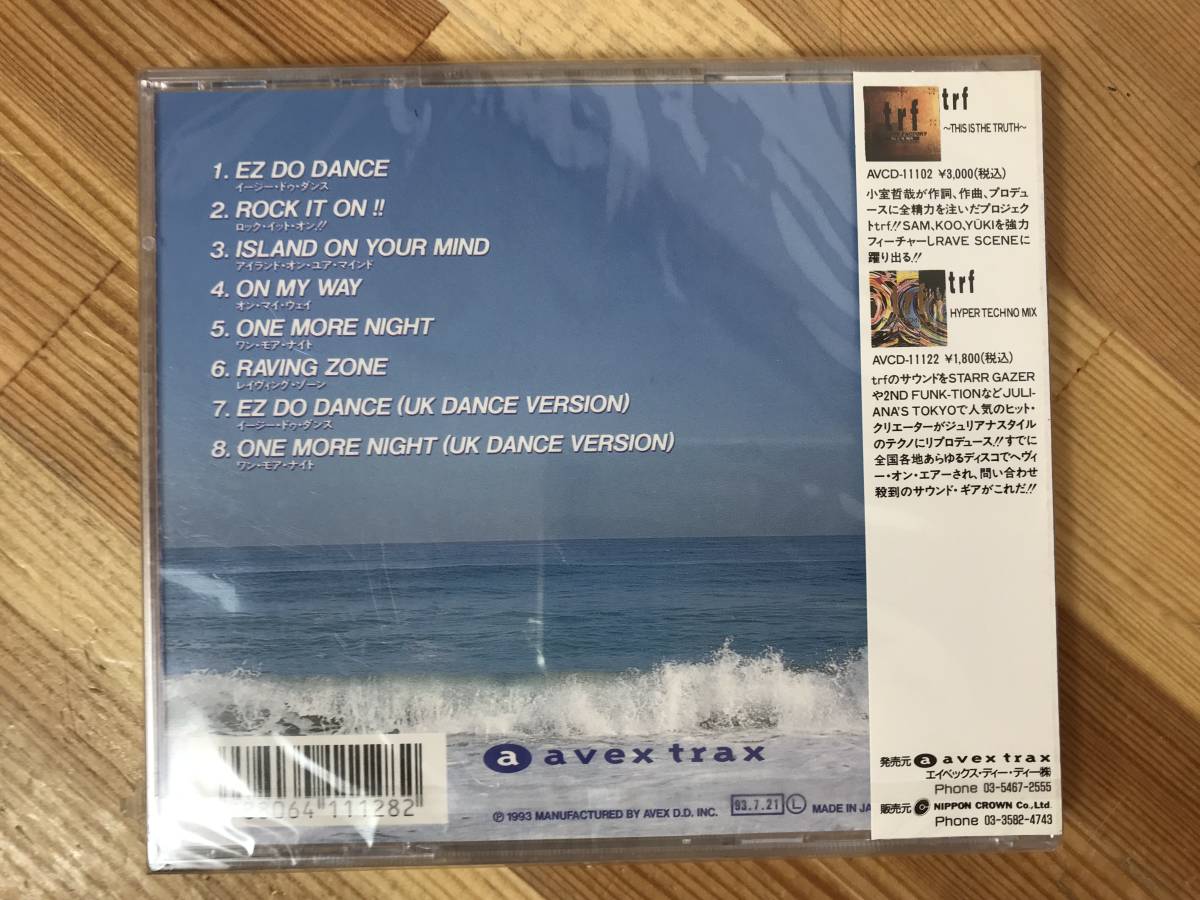 1. EZ DO DANCE
イージー・ドゥ・ダンス
2. ROCK IT ON !!
ロック・イット・オン!!
3. ISLAND ON YOUR MIND
アイランド・オン・ユア・マインド
4. ON MY WAY
オン・マイ・ウェイ
5. ONE MORE NIGHT
ワン・モア・ナイト
6. RAVING ZONE
レイヴィング・ゾーン
7. EZ DO DANCE (UK DANCE VERSION)
イージー・ドゥ・ダンス
8. ONE MORE NIGHT (UK DANCE VERSION)
ワン・モア・ナイト
a avex trax
111282
Ⓟ 1993 MANUFACTURED BY AVEX D.D. INC. 93.7.21 Ⓛ MADE IN JA
trf
trf
~THIS IS THE TRUTH~
AVCD-11102 ¥3,000(税込)
小室哲哉が作詞、作曲、プロデュ
ースに全精力を注いだプロジェク
トtrf!! SAM、KOO、YŪKIを強力
フィーチャーしRAVE SCENEに
躍り出る!!
trf
HYPER TECHNO MIX
AVCD-11122 ¥1,800(税込)
trfのサウンドをSTARR GAZER
や2ND FUNK-TIONなどJULI-
ANA'S TOKYOで人気のヒット・
クリエーターがジュリアナスタイル
のテクノにリプロデュース!!すでに
全国各地あらゆるディスコでヘヴィ
ー・オン・エアーされ、問い合わせ
殺到のサウンド・ギアがこれだ!!
発売元 a avex trax
エイベックス・ディー・ディー㈱
Phone 03-5467-2555
販売元 NIPPON CROWN Co., Ltd.
Phone 03-3582-4743